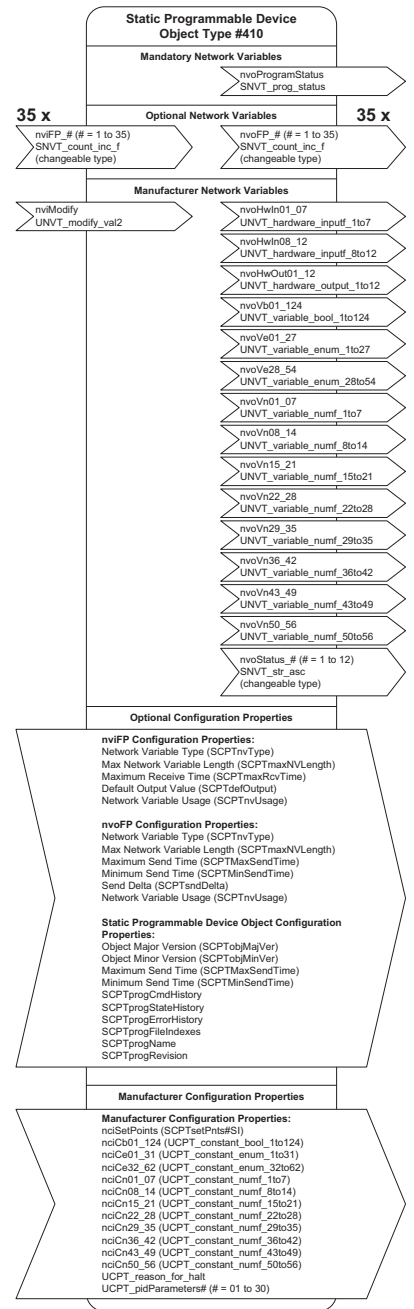 Static Programmable Device
Object Type #410
Mandatory Network Variables
nvoProgramStatus
SNVT_prog_status
35 x
Optional Network Variables
35 x
nviFP_# (# = 1 to 35)
SNVT_count_inc_f
(changeable type)
nvoFP_# (# = 1 to 35)
SNVT_count_inc_f
(changeable type)
Manufacturer Network Variables
nviModify
UNVT_modify_val2
nvoHwIn01_07
UNVT_hardware_inputf_1to7
nvoHwIn08_12
UNVT_hardware_inputf_8to12
nvoHwOut01_12
UNVT_hardware_output_1to12
nvoVb01_124
UNVT_variable_bool_1to124
nvoVe01_27
UNVT_variable_enum_1to27
nvoVe28_54
UNVT_variable_enum_28to54
nvoVn01_07
UNVT_variable_numf_1to7
nvoVn08_14
UNVT_variable_numf_8to14
nvoVn15_21
UNVT_variable_numf_15to21
nvoVn22_28
UNVT_variable_numf_22to28
nvoVn29_35
UNVT_variable_numf_29to35
nvoVn36_42
UNVT_variable_numf_36to42
nvoVn43_49
UNVT_variable_numf_43to49
nvoVn50_56
UNVT_variable_numf_50to56
nvoStatus_# (# = 1 to 12)
SNVT_str_asc
(changeable type)
Optional Configuration Properties
nviFP Configuration Properties:
Network Variable Type (SCPTnvType)
Max Network Variable Length (SCPTmaxNVLength)
Maximum Receive Time (SCPTmaxRcvTime)
Default Output Value (SCPTdefOutput)
Network Variable Usage (SCPTnvUsage)
nvoFP Configuration Properties:
Network Variable Type (SCPTnvType)
Max Network Variable Length (SCPTmaxNVLength)
Maximum Send Time (SCPTMaxSendTime)
Minimum Send Time (SCPTMinSendTime)
Send Delta (SCPTsndDelta)
Network Variable Usage (SCPTnvUsage)
Static Programmable Device Object Configuration
Properties:
Object Major Version (SCPTobjMajVer)
Object Minor Version (SCPTobjMinVer)
Maximum Send Time (SCPTMaxSendTime)
Minimum Send Time (SCPTMinSendTime)
SCPTprogCmdHistory
SCPTprogStateHistory
SCPTprogErrorHistory
SCPTprogFileIndexes
SCPTprogName
SCPTprogRevision
Manufacturer Configuration Properties
Manufacturer Configuration Properties:
nciSetPoints (SCPTsetPnts#SI)
nciCb01_124 (UCPT_constant_bool_1to124)
nciCe01_31 (UCPT_constant_enum_1to31)
nciCe32_62 (UCPT_constant_enum_32to62)
nciCn01_07 (UCPT_constant_numf_1to7)
nciCn08_14 (UCPT_constant_numf_8to14)
nciCn15_21 (UCPT_constant_numf_15to21)
nciCn22_28 (UCPT_constant_numf_22to28)
nciCn29_35 (UCPT_constant_numf_29to35)
nciCn36_42 (UCPT_constant_numf_36to42)
nciCn43_49 (UCPT_constant_numf_43to49)
nciCn50_56 (UCPT_constant_numf_50to56)
UCPT_reason_for_halt
UCPT_pidParameters# (# = 01 to 30)